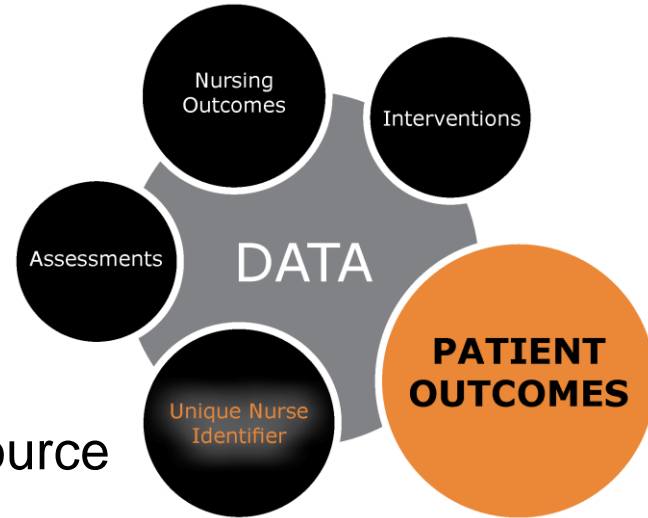 Nursing
Outcomes
Interventions
Assessments
DATA
PATIENT
OUTCOMES
Unique Nurse
Identifier